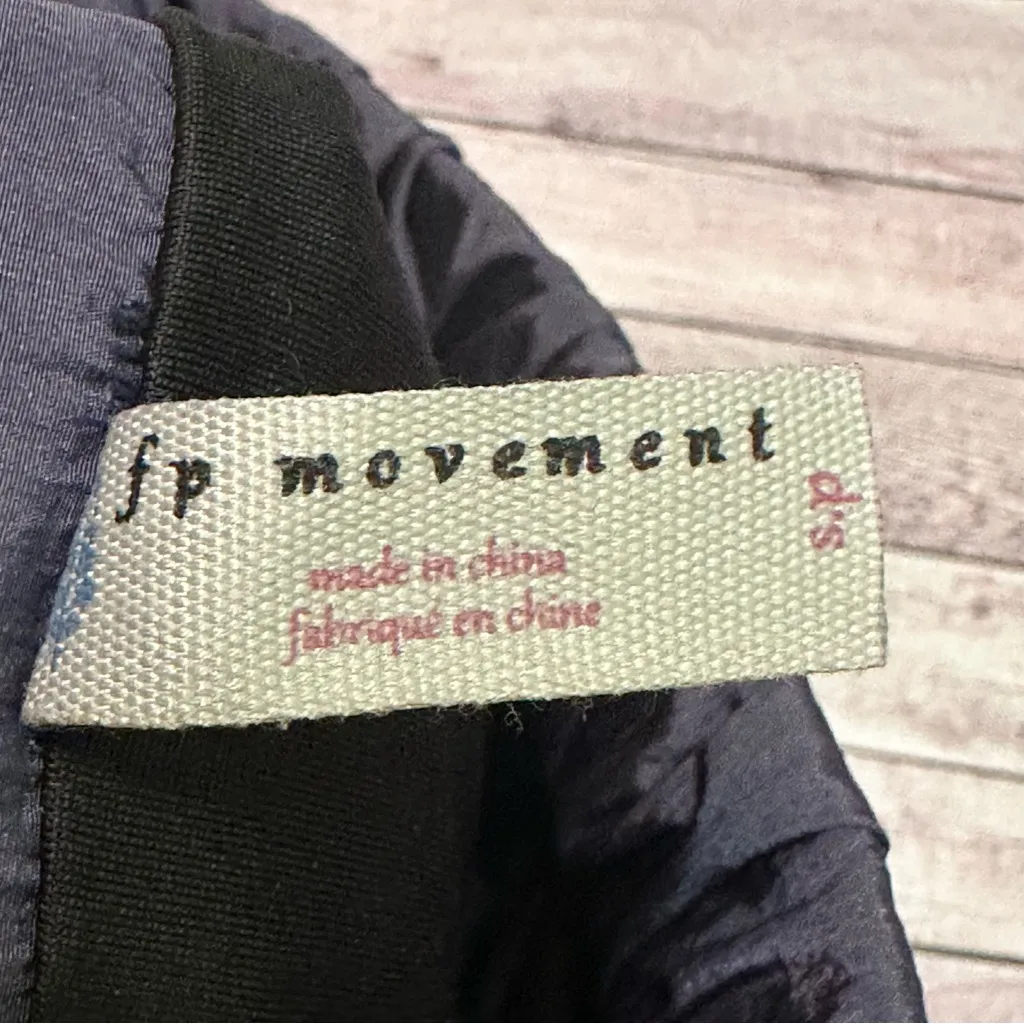 fp movement
s.p
made in china
fabriqué en chine